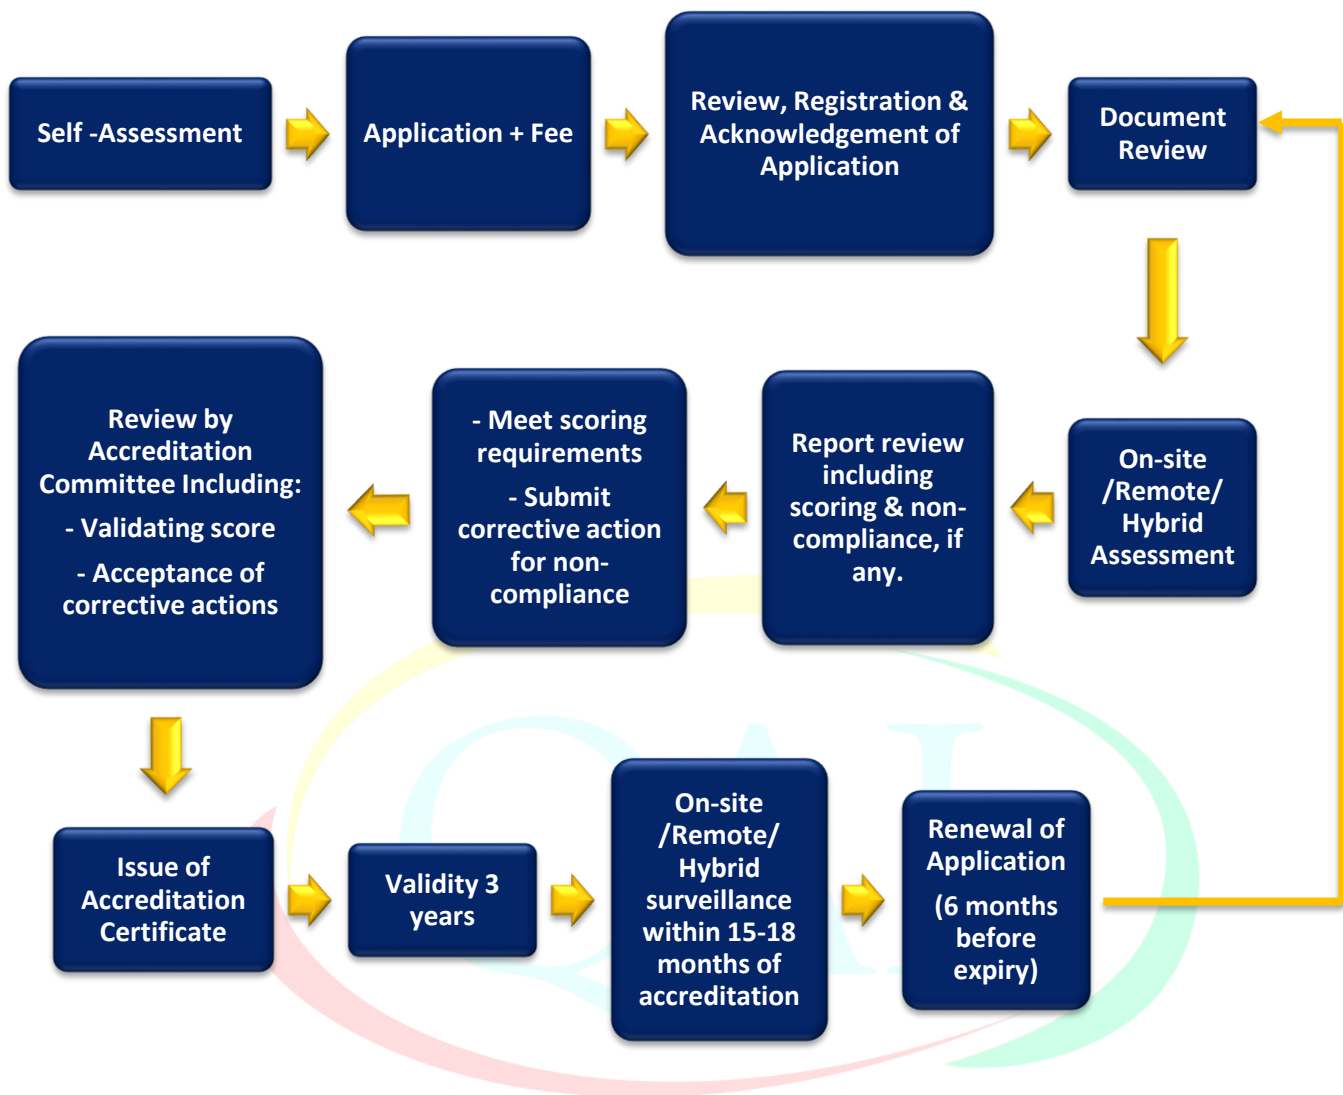 Self -Assessment
Application + Fee
Review, Registration &
Acknowledgement of
Application
Document
Review
On-site
/Remote/
Hybrid
Assessment
Report review
including
scoring & non-
compliance, if
any.
- Meet scoring
requirements
- Submit
corrective action
for non-
compliance
Review by
Accreditation
Committee Including:
- Validating score
- Acceptance of
corrective actions
Issue of
Accreditation
Certificate
Validity 3
years
On-site
/Remote/
Hybrid
surveillance
within 15-18
months of
accreditation
Renewal of
Application
(6 months
before
expiry)
QAI